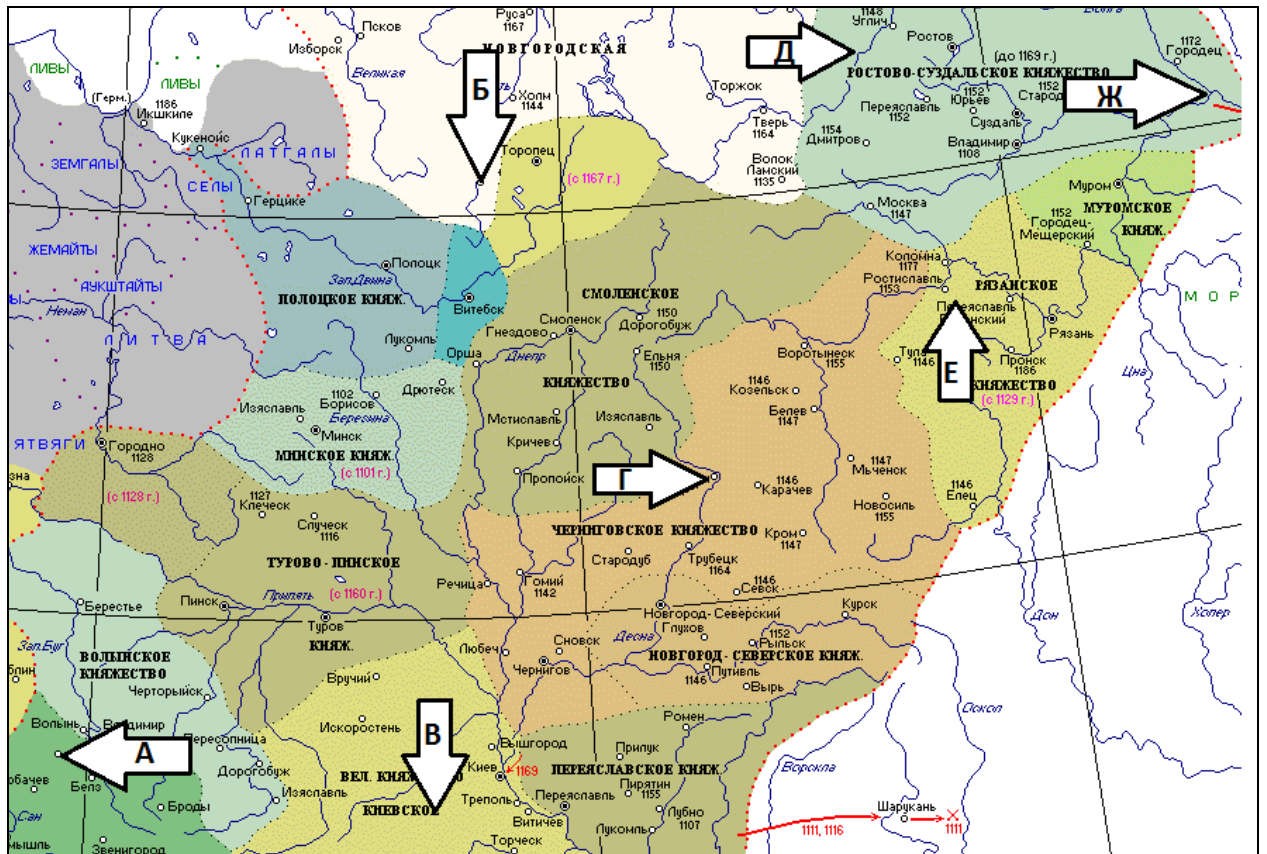 Псков
Изборск
Великая
Руса
1167
НОВГОРОДСКАЯ
Холм
1144
Б
Торжок
Тверь
1164
Волок
Ламский
1135
1148
Углич
Д
Ростов
(до 1169 г.)
РОСТОВО-СУЗДАЛЬСКОЕ КНЯЖЕСТВО
1172
Городец
Ж
Переяславль
1152
1152
Юрьев
1152
Старод
Суздаль
1154
Дмитров
Владимир
1108
Москва
1147
ЛИВЫ
ЛИВЫ
(Герм.)
1186
Икшкиле
Кукенойс
ЛАТГАЛЫ
ЗЕМГАЛЫ
СЕЛЫ
Герцике
ЖЕМАЙТЫ
АУКШТАЙТЫ
Неман
ЛИТВА
ЯТВЯГИ
Торопец
(с 1167 г.)
Полоцк
Зап.Двина
ПОЛОЦКОЕ КНЯЖ.
Витебск
Лукомль
Орша
СМОЛЕНСКОЕ
Гнездово
Смоленск
1150
Дорогобуж
Днепр
Ельня
1150
КНЯЖЕСТВО
Мстиславль
Изяславль
Кричев
Пропойск
Муром
МУРОМСКОЕ
КНЯЖ.
1152
Городец-
Мещерский
Коломна
1177
Ростиславль
1153
РЯЗАНСКОЕ
Рязань
Пронск
1186
Е
КНЯЖЕСТВО
(с 1129 г.)
1146
МОР
Цна
Воротынеск
1155
1146
Козельск
Белев
1147
1147
Мьченск
1146
Карачев
Новосиль
1155
1146
Елец
Г
Дрютеск
1102
Борисов
Изяславль
Березина
Минск
МИНСКОЕ КНЯЖ.
(с 1101 г.)
Городно
1128
(с 1128 г.)
1127
Клеческ
Случеск
1116
ТУРОВО - ПИНСКОЕ
(с 1160 г.)
Пинск
Припять
Туров
КНЯЖ.
ЧЕРНИГОВСКОЕ КНЯЖЕСТВО
Кром
1147
Стародуб
Трубецк
1164
1146
Севск
Речица
Гомий
1142
Новгород-Северский
Глухов
Курск
Десна
1152
Рыльск
НОВГОРОД - СЕВЕРСКОЕ КНЯЖ.
Сновск
Любеч
Чернигов
1146
Путивль
Вырь
Дон
Хопер
Берестье
Зап.Буг
ВОЛЫНСКОЕ
КНЯЖЕСТВО
Черторыйск
Вручий
Искоростень
Волынь
Владимир
А
Пересопница
Дорогобуж
Белз
Изяславль
Броды
Сан
Звенигород
В
Вышгород
Киев
1169
ВЕЛ.
КИЕВСКОЕ
Треполь
Витичев
Торческ
Переяславль
ПЕРЕЯСЛАВСКОЕ КНЯЖ.
Ромен
Прилук
Пирятин
1155
Лубно
1107
Лукомль
Оскол
Ворскла
Шарукань
1111, 1116
1111